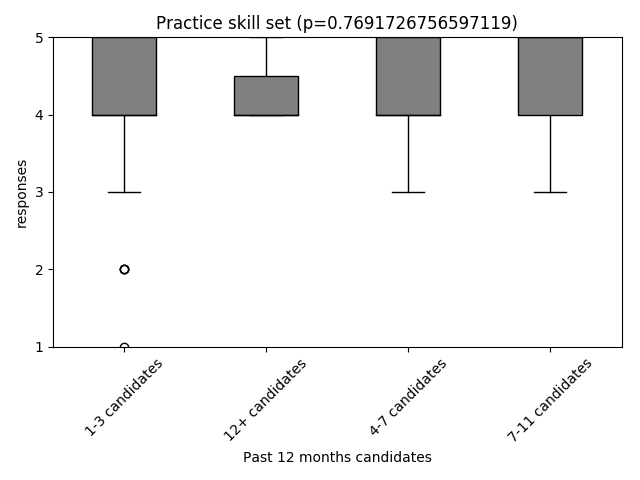 Practice skill set (p=0.7691726756597119)
5
4
3
2
1
responses
1-3 candidates
12+ candidates
4-7 candidates
7-11 candidates
Past 12 months candidates